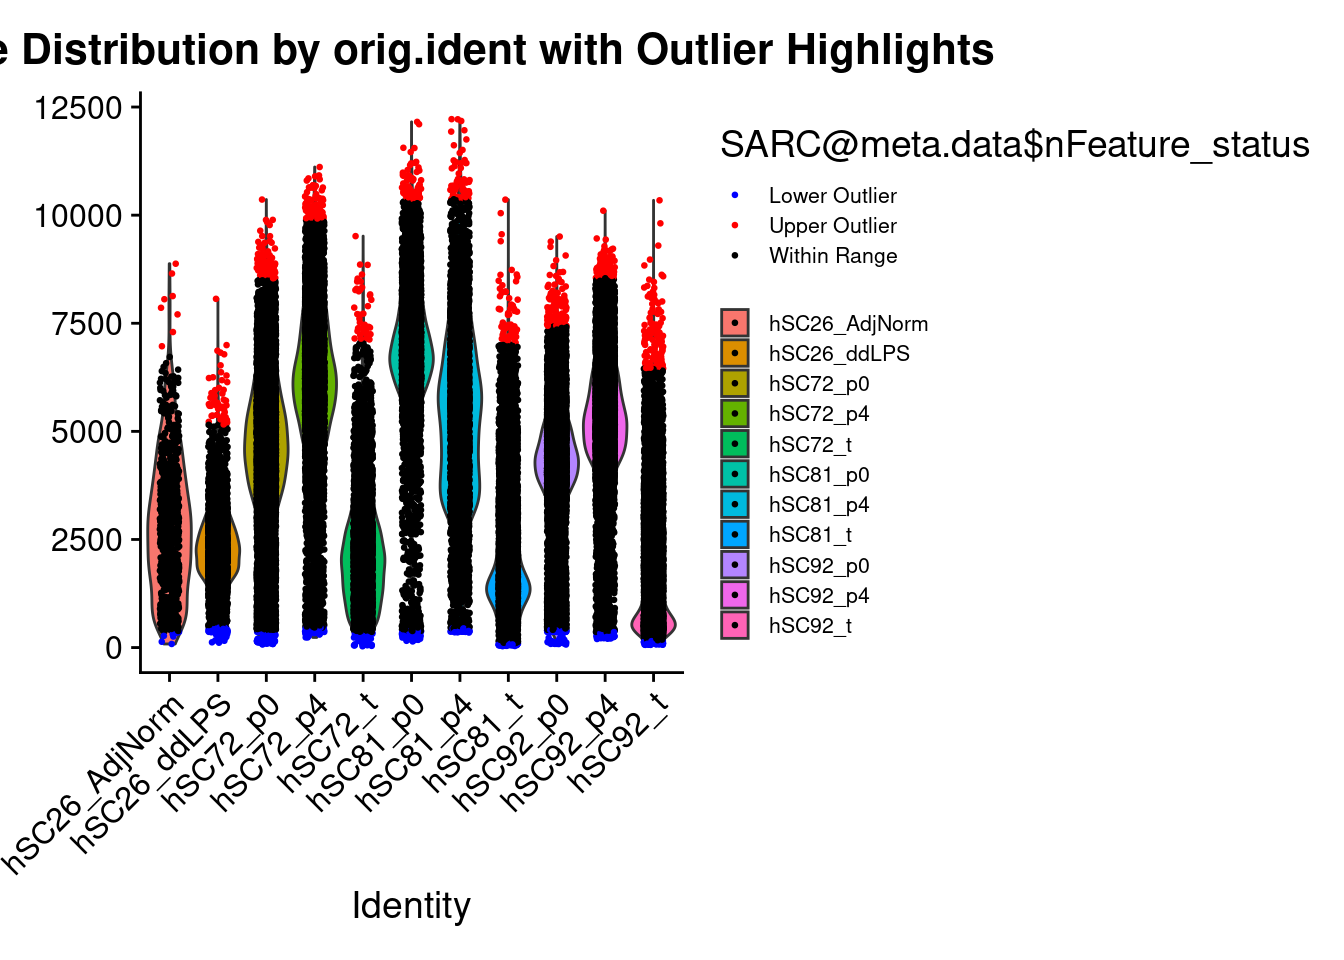 e Distribution by orig.ident with Outlier Highlights
12500
10000
7500
5000
2500
0
hSC26_AdjNorm
hSC26_ddLPS
hSC72_p0
hSC72_p4
hSC72_t
hSC81_p0
hSC81_p4
hSC81_t
hSC92_p0
hSC92_p4
hSC92_t
Identity
SARC@meta.data$nFeature_status
Lower Outlier
Upper Outlier
Within Range
hSC26_AdjNorm
hSC26_ddLPS
hSC72_p0
hSC72_p4
hSC72_t
hSC81_p0
hSC81_p4
hSC81_t
hSC92_p0
hSC92_p4
hSC92_t